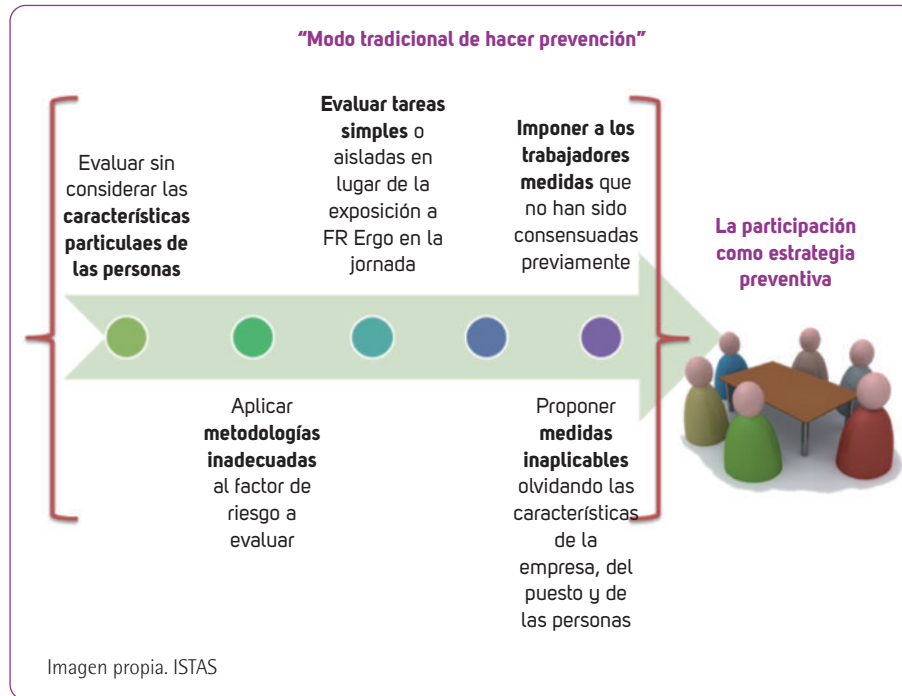 “Modo tradicional de hacer prevención”
Evaluar sin
considerar las
características
particulaes de
las personas
Aplicar
metodologías
inadecuadas
al factor de
riesgo a
evaluar
Evaluar tareas
simples o
aisladas en
lugar de la
exposición a
FR Ergo en la
jornada
Proponer
medidas
inaplicables
olvidando las
características
de la
empresa, del
puesto y de
las personas
Imponer a los
trabajadores
medidas que
no han sido
consensuadas
previamente
La participación
como estrategia
preventiva
Imagen propia. ISTAS